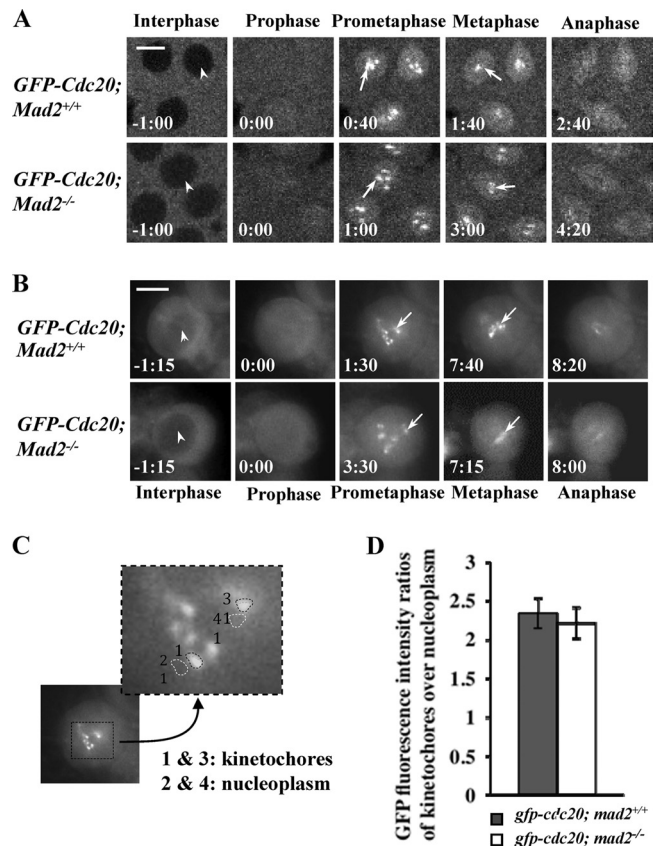 A
Interphase Prophase Prometaphase Metaphase Anaphase
GFP-Cdc20;
Mad2+/+
-1:00 0:00 0:40 1:40 2:40
GFP-Cdc20;
Mad2-/-
-1:00 0:00 1:00 3:00 4:20
B
GFP-Cdc20;
Mad2+/+
-1:15 0:00 1:30 7:40 8:20
GFP-Cdc20;
Mad2-/-
-1:15 0:00 3:30 7:15 8:00
Interphase Prophase Prometaphase Metaphase Anaphase
C
3
41
1
1
2
1
1 & 3: kinetochores
2 & 4: nucleoplasm
D
GFP fluorescence intensity ratios
of kinetochores over nucleoplasm
3
2.5
2
1.5
1
0.5
0
gfp-cdc20; mad2+/+
gfp-cdc20; mad2-/-